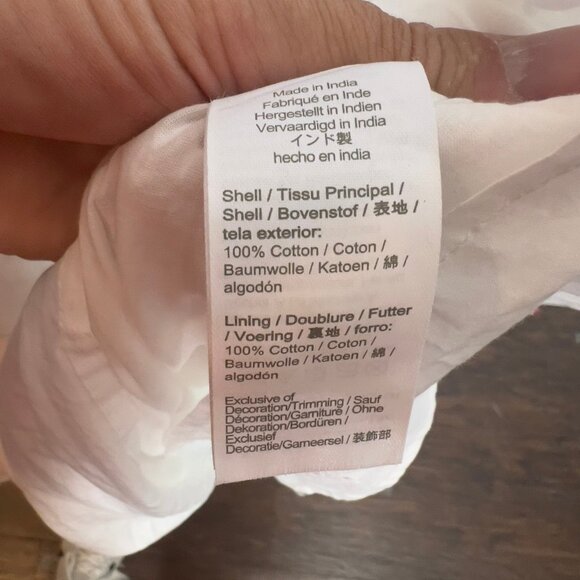 Made in India
Fabriqué en Inde
Hergestellt in Indien
Vervaardigd in India
インド製
hecho en india
Shell / Tissu Principal /
Shell / Bovenstof / 表地 /
tela exterior:
100% Cotton / Coton /
Baumwolle / Katoen / 綿 /
algodón
Lining / Doublure / Futter
/ Voering / 裏地 / forro:
100% Cotton / Coton /
Baumwolle / Katoen / 綿 /
algodón
Exclusive of
Decoration/Trimming / Sauf
Décoration/Garniture / Ohne
Dekoration/Bordüren /
Exclusief
Decoratie/Garneersel / 装飾部